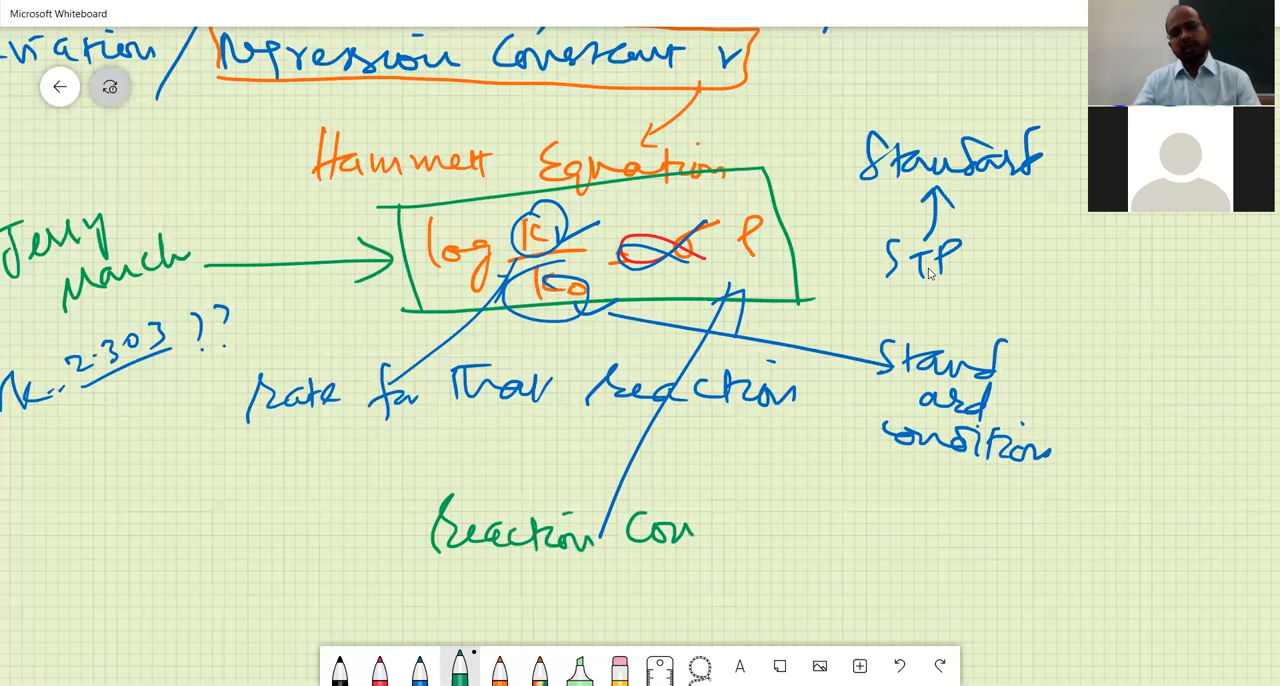 Microsoft Whiteboard
viation / Regression Constant r
Hammett Equation
Standard
log K / K₀ = σ ρ
STP
Jerry
March
2.303 ??
Standard
condition
rate for that reaction
Reaction Con
A